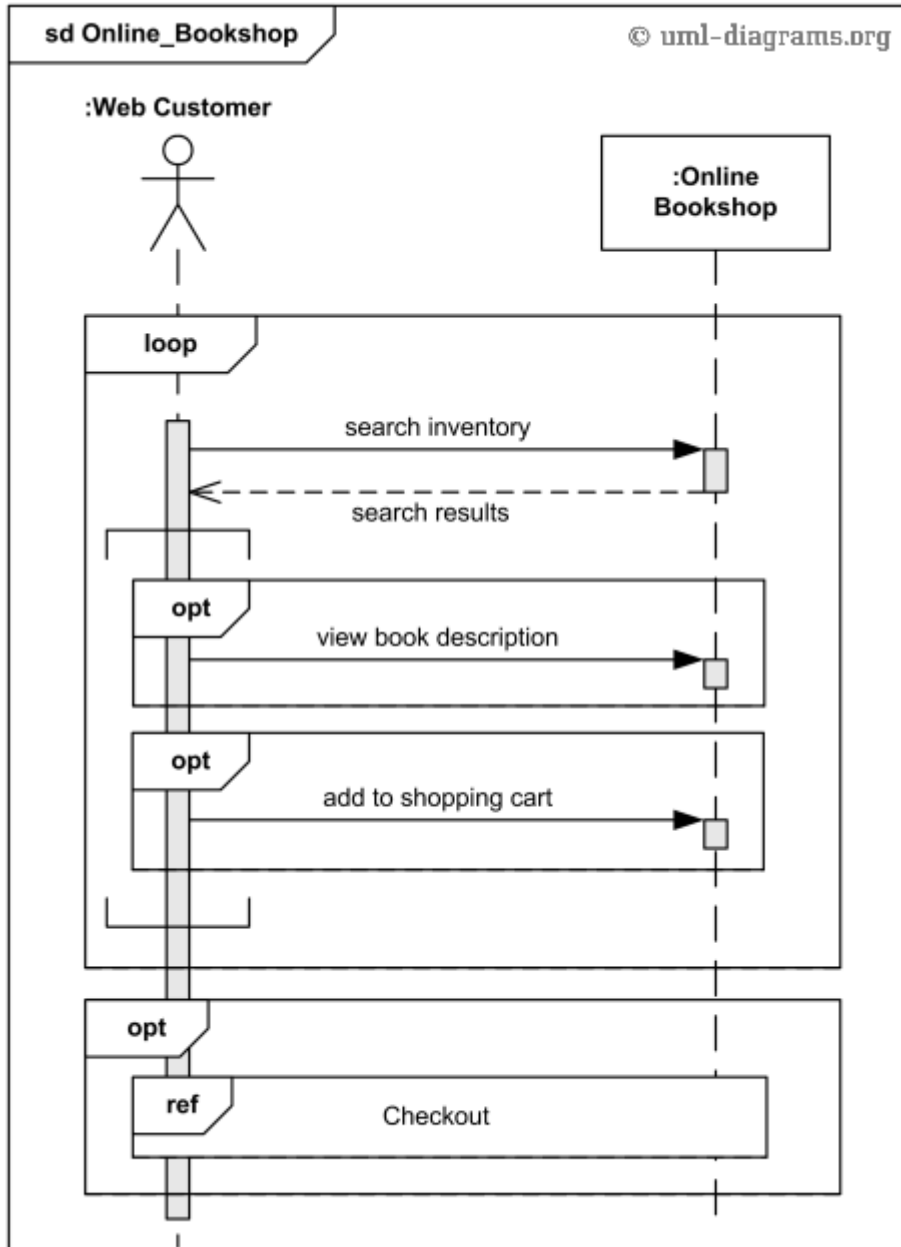 sd Online_Bookshop
© uml-diagrams.org
:Web Customer
:Online
Bookshop
loop
search inventory
search results
opt
view book description
opt
add to shopping cart
opt
ref
Checkout